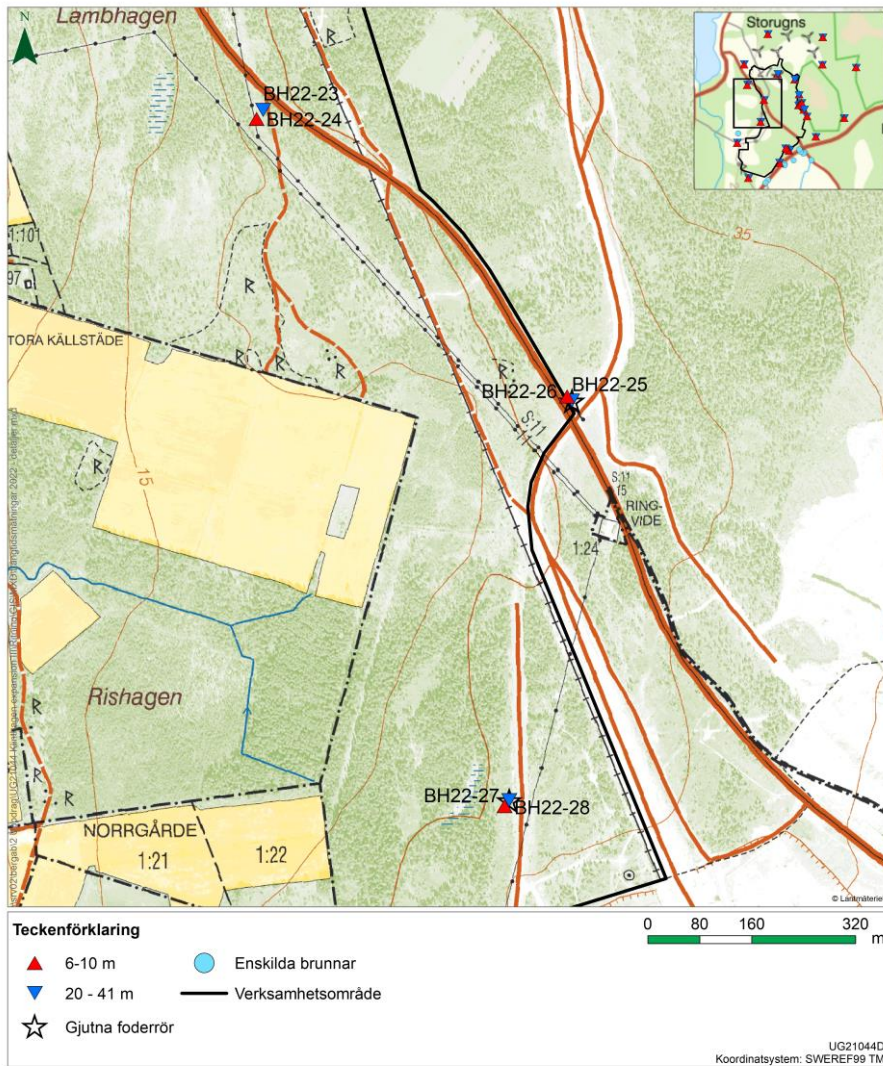 Lambhagen
N
Storugns
R
BH22-23
BH22-24
1:101
97
R
35
TORA KÄLLSTÄDE
R
R
R
R
BH22-25
BH22-26
S:11
11
R
15
S:11
15
RING-
VIDE
1:24
Rishagen
R
R
R
BH22-27
BH22-28
NORRGÅRDE
1:21
1:22
© Lantmäteriet
Teckenförklaring
6-10 m
20 - 41 m
Gjutna foderrör
Enskilda brunnar
Verksamhetsområde
0 80 160 320
m
UG21044D
Koordinatsystem: SWEREF99 TM